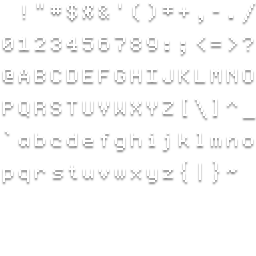 ! " # $ % & ' ( ) * + , - . /
0 1 2 3 4 5 6 7 8 9 : ; < = > ?
@ A B C D E F G H I J K L M N O
P Q R S T U V W X Y Z [ \ ] ^ _
` a b c d e f g h i j k l m n o
p q r s t u v w x y z { | } ~